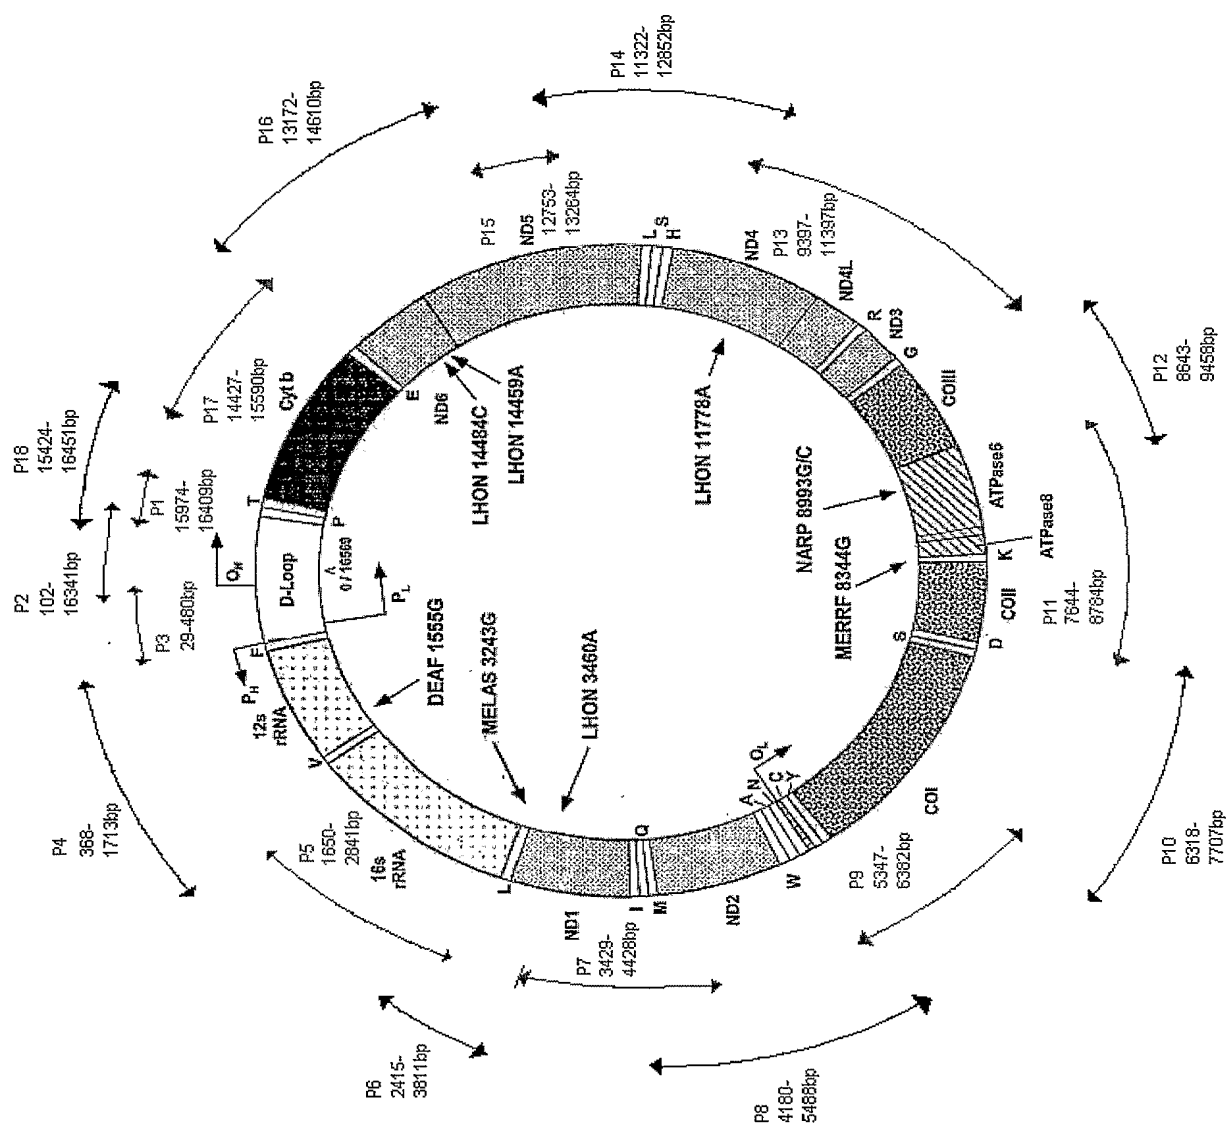 P16
13172-
14610bp
P14
11322-
12852bp
P15
ND5
12753-
13264bp
L
S
H
ND4
P13
9397-
11397bp
ND4L
R
ND3
G
P12
8643-
9458bp
COIII
ATPase6
ATPase8
K
P11
7644-
8784bp
COII
D
S
P10
6318-
7707bp
COI
P9
5347-
6382bp
W
A
N
C
Y
OL
P8
4180-
5488bp
ND2
M
I
Q
P7
3429-
4428bp
ND1
L
P6
2415-
3811bp
P5
1650-
2841bp
16s
rRNA
V
P4
368-
1713bp
12s
rRNA
PH
F
P3
29-480bp
P2
102-
16341bp
OH
D-Loop
0 / 16569
PL
P1
15974-
16409bp
P18
15424-
16451bp
T
P
P17
14427-
15590bp
Cyt b
E
ND6
LHON 14484C
LHON 14459A
LHON 11778A
NARP 8993G/C
MERRF 8344G
DEAF 1555G
MELAS 3243G
LHON 3460A